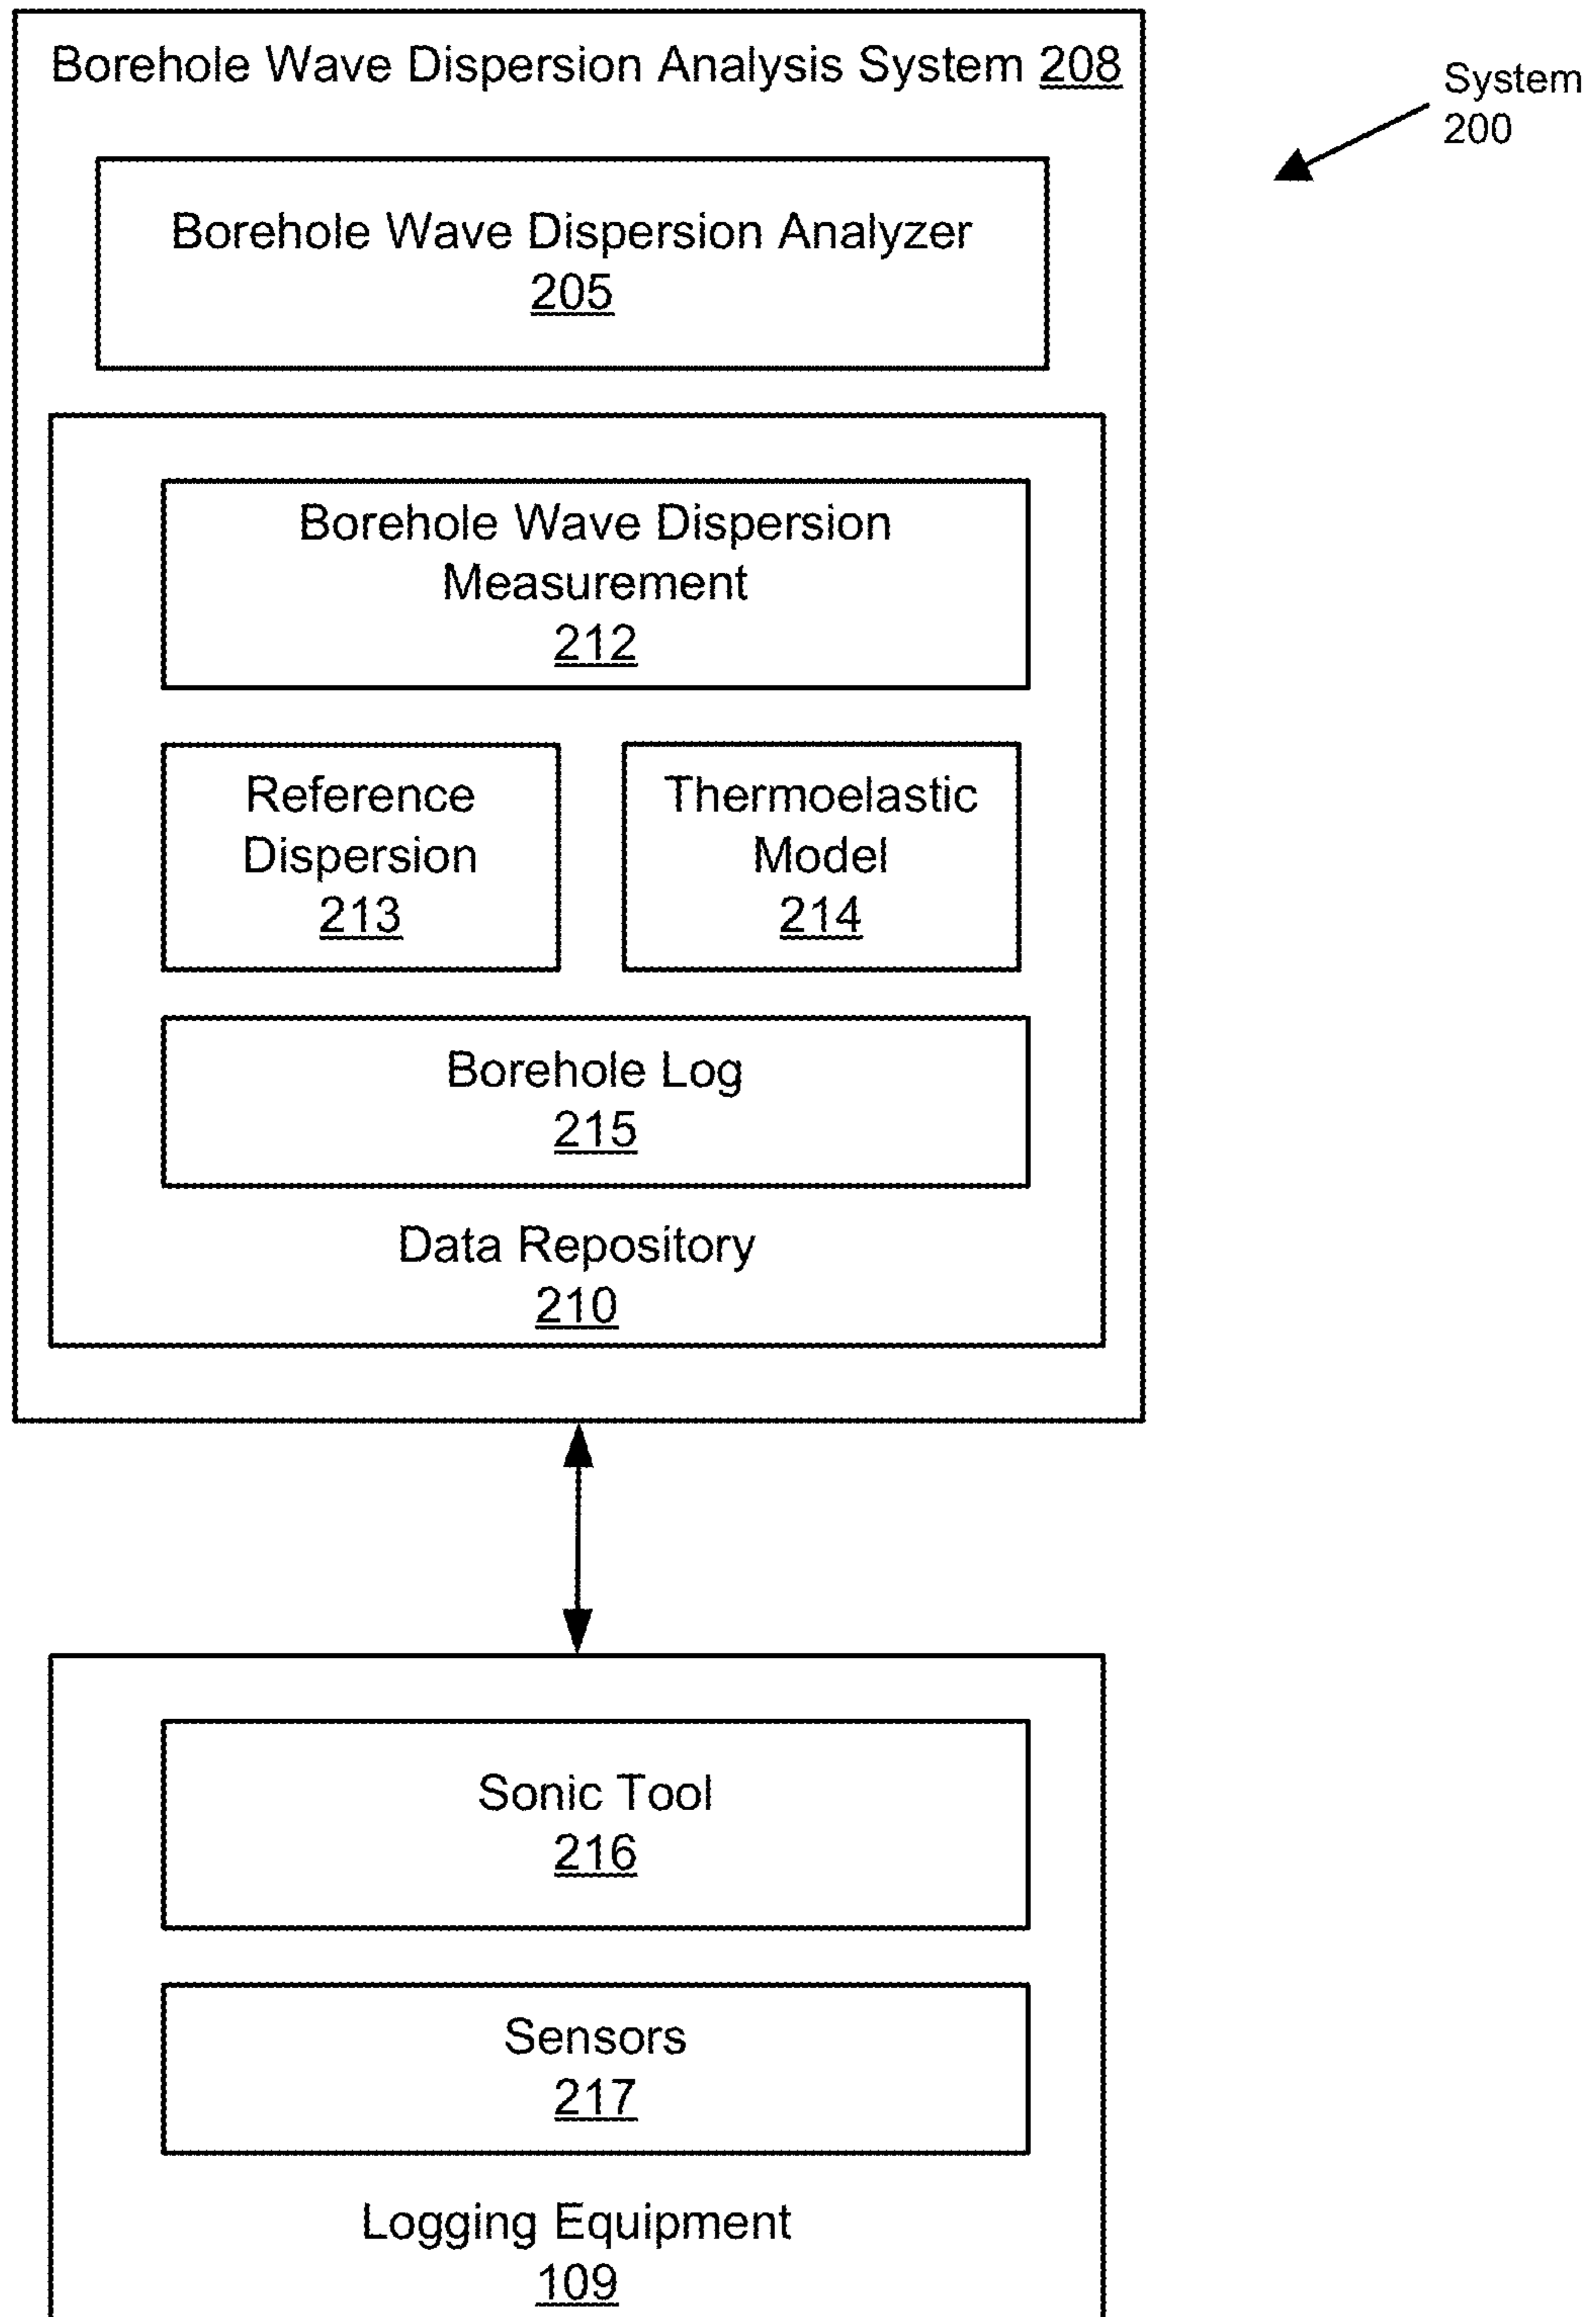 Borehole Wave Dispersion Analysis System 208
System
200
Borehole Wave Dispersion Analyzer
205
Borehole Wave Dispersion
Measurement
212
Reference
Dispersion
213
Thermoelastic
Model
214
Borehole Log
215
Data Repository
210
Sonic Tool
216
Sensors
217
Logging Equipment
109